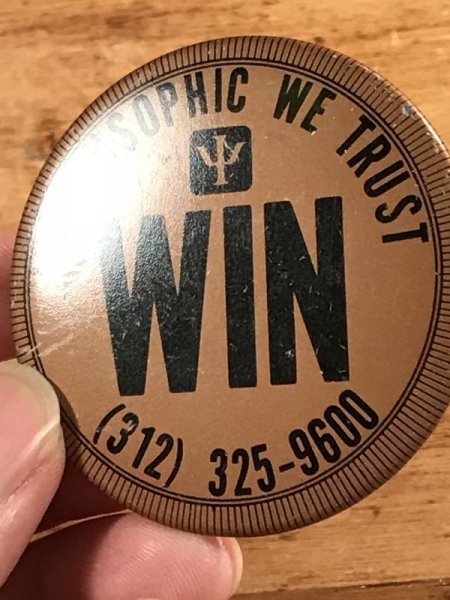 SOPHIC WE TRUST
Ψ
WIN
(312) 325-9600